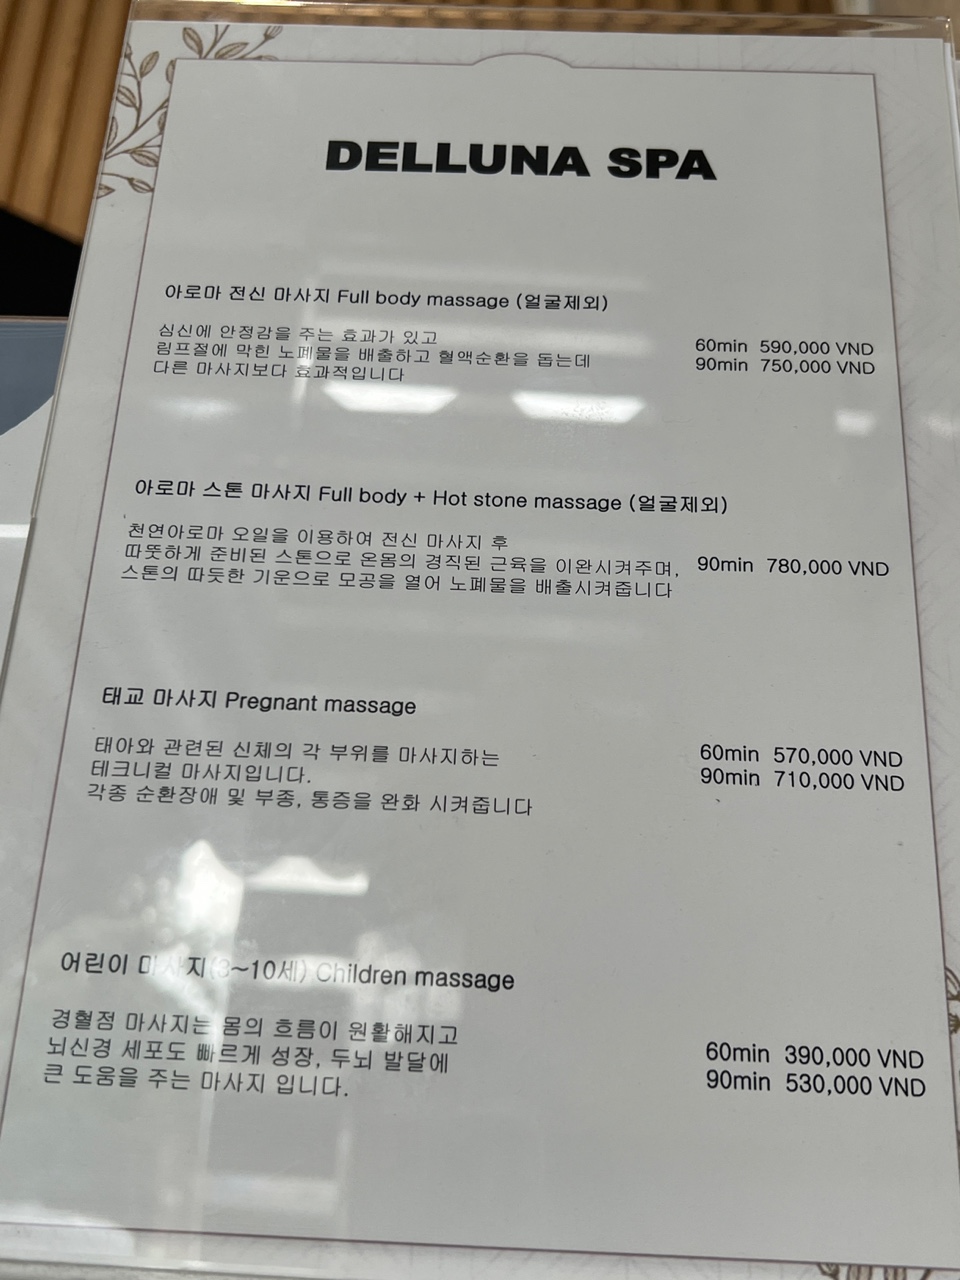 DELLUNA SPA
아로마 전신 마사지 Full body massage (얼굴제외)
심신에 안정감을 주는 효과가 있고
림프절에 막힌 노폐물을 배출하고 혈액순환을 돕는데
다른 마사지보다 효과적입니다
60min 590,000 VND
90min 750,000 VND
아로마 스톤 마사지 Full body + Hot stone massage (얼굴제외)
천연아로마 오일을 이용하여 전신 마사지 후
따뜻하게 준비된 스톤으로 온몸의 경직된 근육을 이완시켜주며,
스톤의 따듯한 기운으로 모공을 열어 노폐물을 배출시켜줍니다
90min 780,000 VND
태교 마사지 Pregnant massage
태아와 관련된 신체의 각 부위를 마사지하는
테크니컬 마사지입니다.
각종 순환장애 및 부종, 통증을 완화 시켜줍니다
60min 570,000 VND
90min 710,000 VND
어린이 마사지(3~10세) Children massage
경혈점 마사지는 몸의 흐름이 원활해지고
뇌신경 세포도 빠르게 성장, 두뇌 발달에
큰 도움을 주는 마사지 입니다.
60min 390,000 VND
90min 530,000 VND